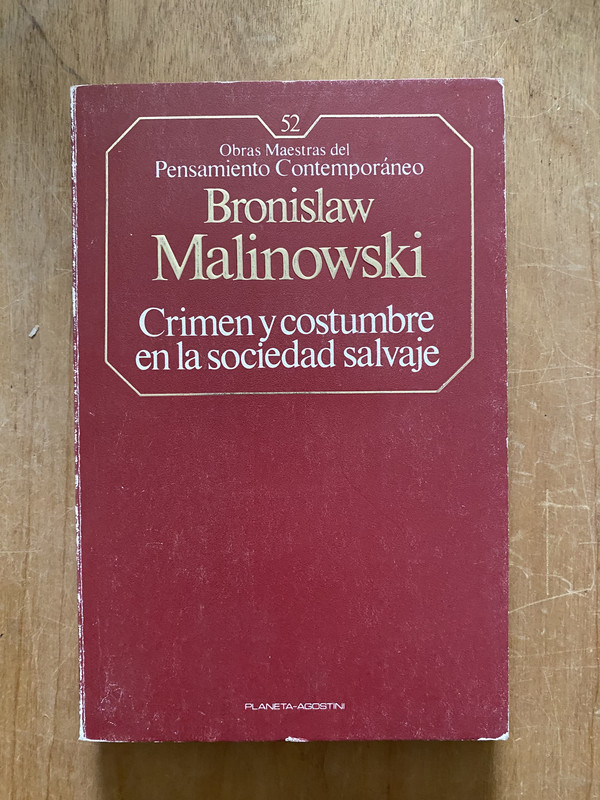 52
Obras Maestras del
Pensamiento Contemporáneo
Bronislaw
Malinowski
Crimen y costumbre
en la sociedad salvaje
PLANETA-AGOSTINI